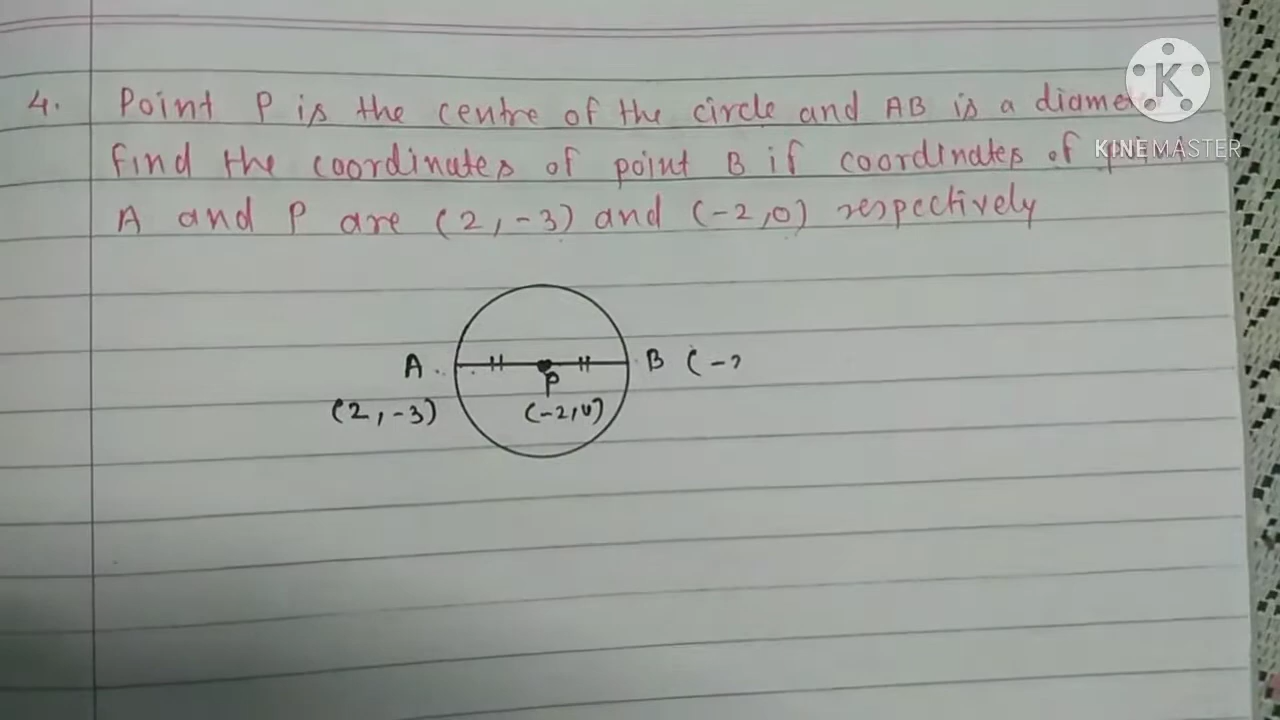 4. Point P is the centre of the circle and AB is a
find the coordinates of point B if coordinates of
A and P are (2, -3) and (-2, 0) respectively
K
KINEMASTER
A
B (-
P
(2, -3)
(-2, 0)